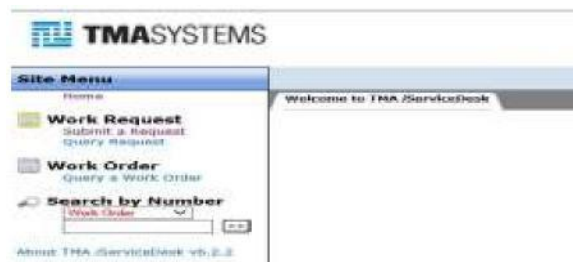 TMASYSTEMS
Site Menu
Home
Welcome to TMA iServiceDesk
Work Request
Submit a Request
Query Request
Work Order
Query a Work Order
Search by Number
Work Order
>>
About TMA iServiceDesk v5.2.2